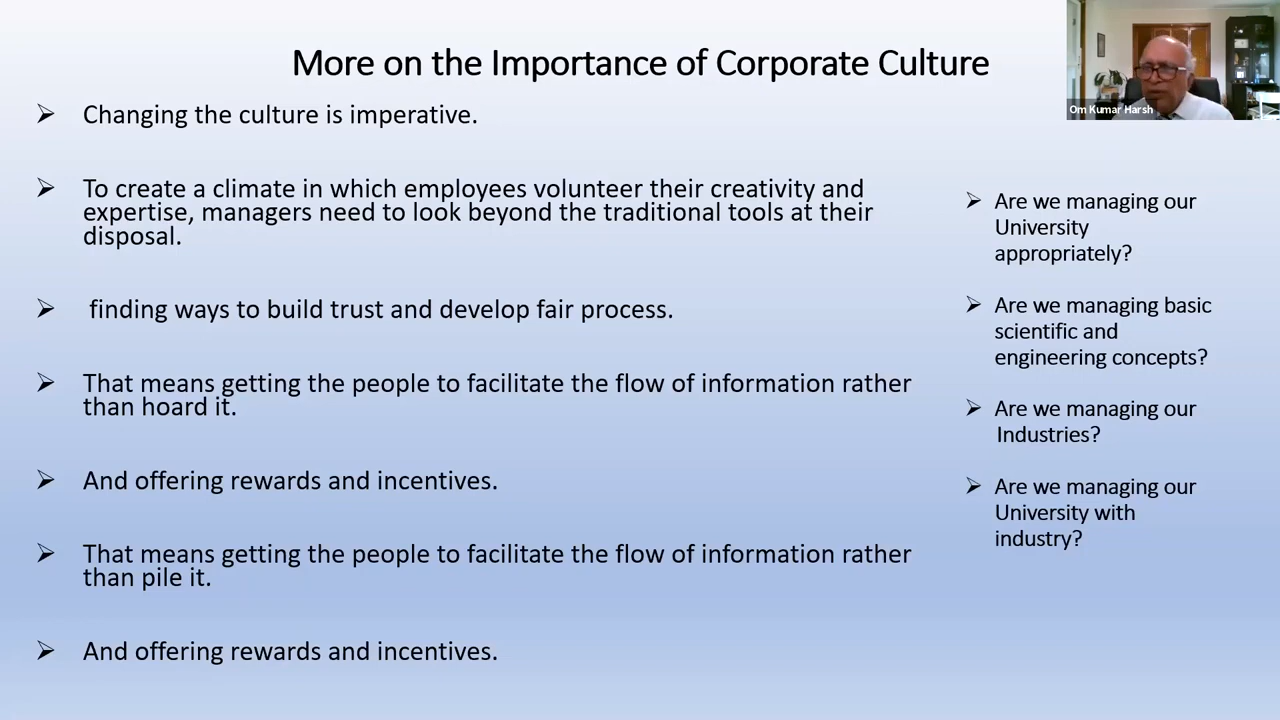 More on the Importance of Corporate Culture
Om Kumar Harsh
➢ Changing the culture is imperative.
➢ To create a climate in which employees volunteer their creativity and
expertise, managers need to look beyond the traditional tools at their
disposal.
➢ finding ways to build trust and develop fair process.
➢ That means getting the people to facilitate the flow of information rather
than hoard it.
➢ And offering rewards and incentives.
➢ That means getting the people to facilitate the flow of information rather
than pile it.
➢ And offering rewards and incentives.
➢ Are we managing our
University
appropriately?
➢ Are we managing basic
scientific and
engineering concepts?
➢ Are we managing our
Industries?
➢ Are we managing our
University with
industry?